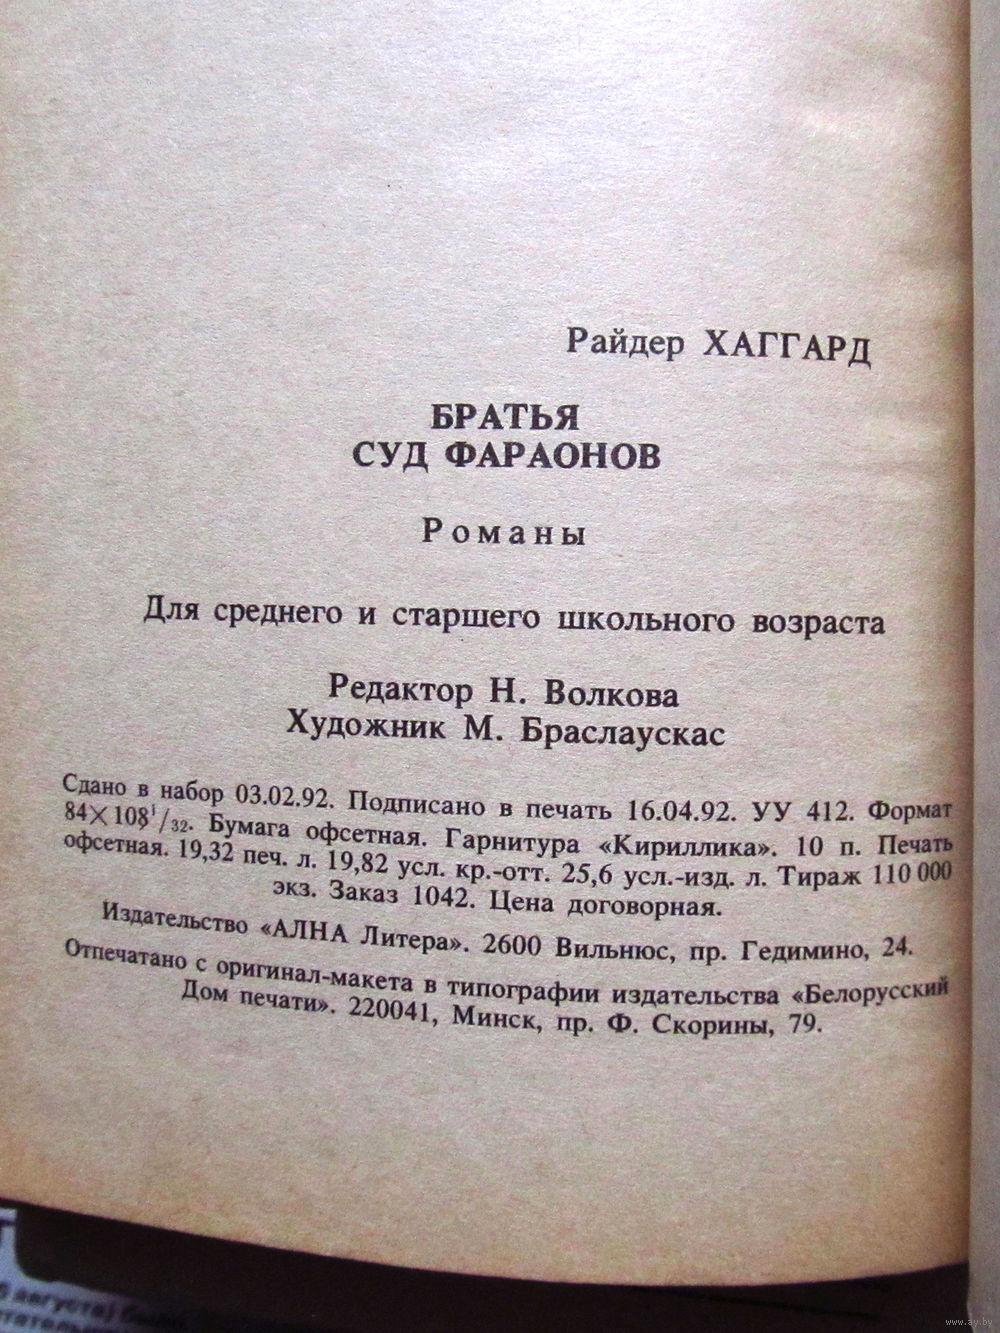 Райдер ХАГГАРД
БРАТЬЯ
СУД ФАРАОНОВ
Романы
Для среднего и старшего школьного возраста
Редактор Н. Волкова
Художник М. Браслаускас
Сдано в набор 03.02.92. Подписано в печать 16.04.92. УУ 412. Формат
84×108¹/₃₂. Бумага офсетная. Гарнитура «Кириллика». 10 п. Печать
офсетная. 19,32 печ. л. 19,82 усл. кр.-отт. 25,6 усл.-изд. л. Тираж 110 000
экз. Заказ 1042. Цена договорная.
Издательство «АЛНА Литера». 2600 Вильнюс, пр. Гедимино, 24.
Отпечатано с оригинал-макета в типографии издательства «Белорусский
Дом печати». 220041, Минск, пр. Ф. Скорины, 79.
августа)
www.ay.by